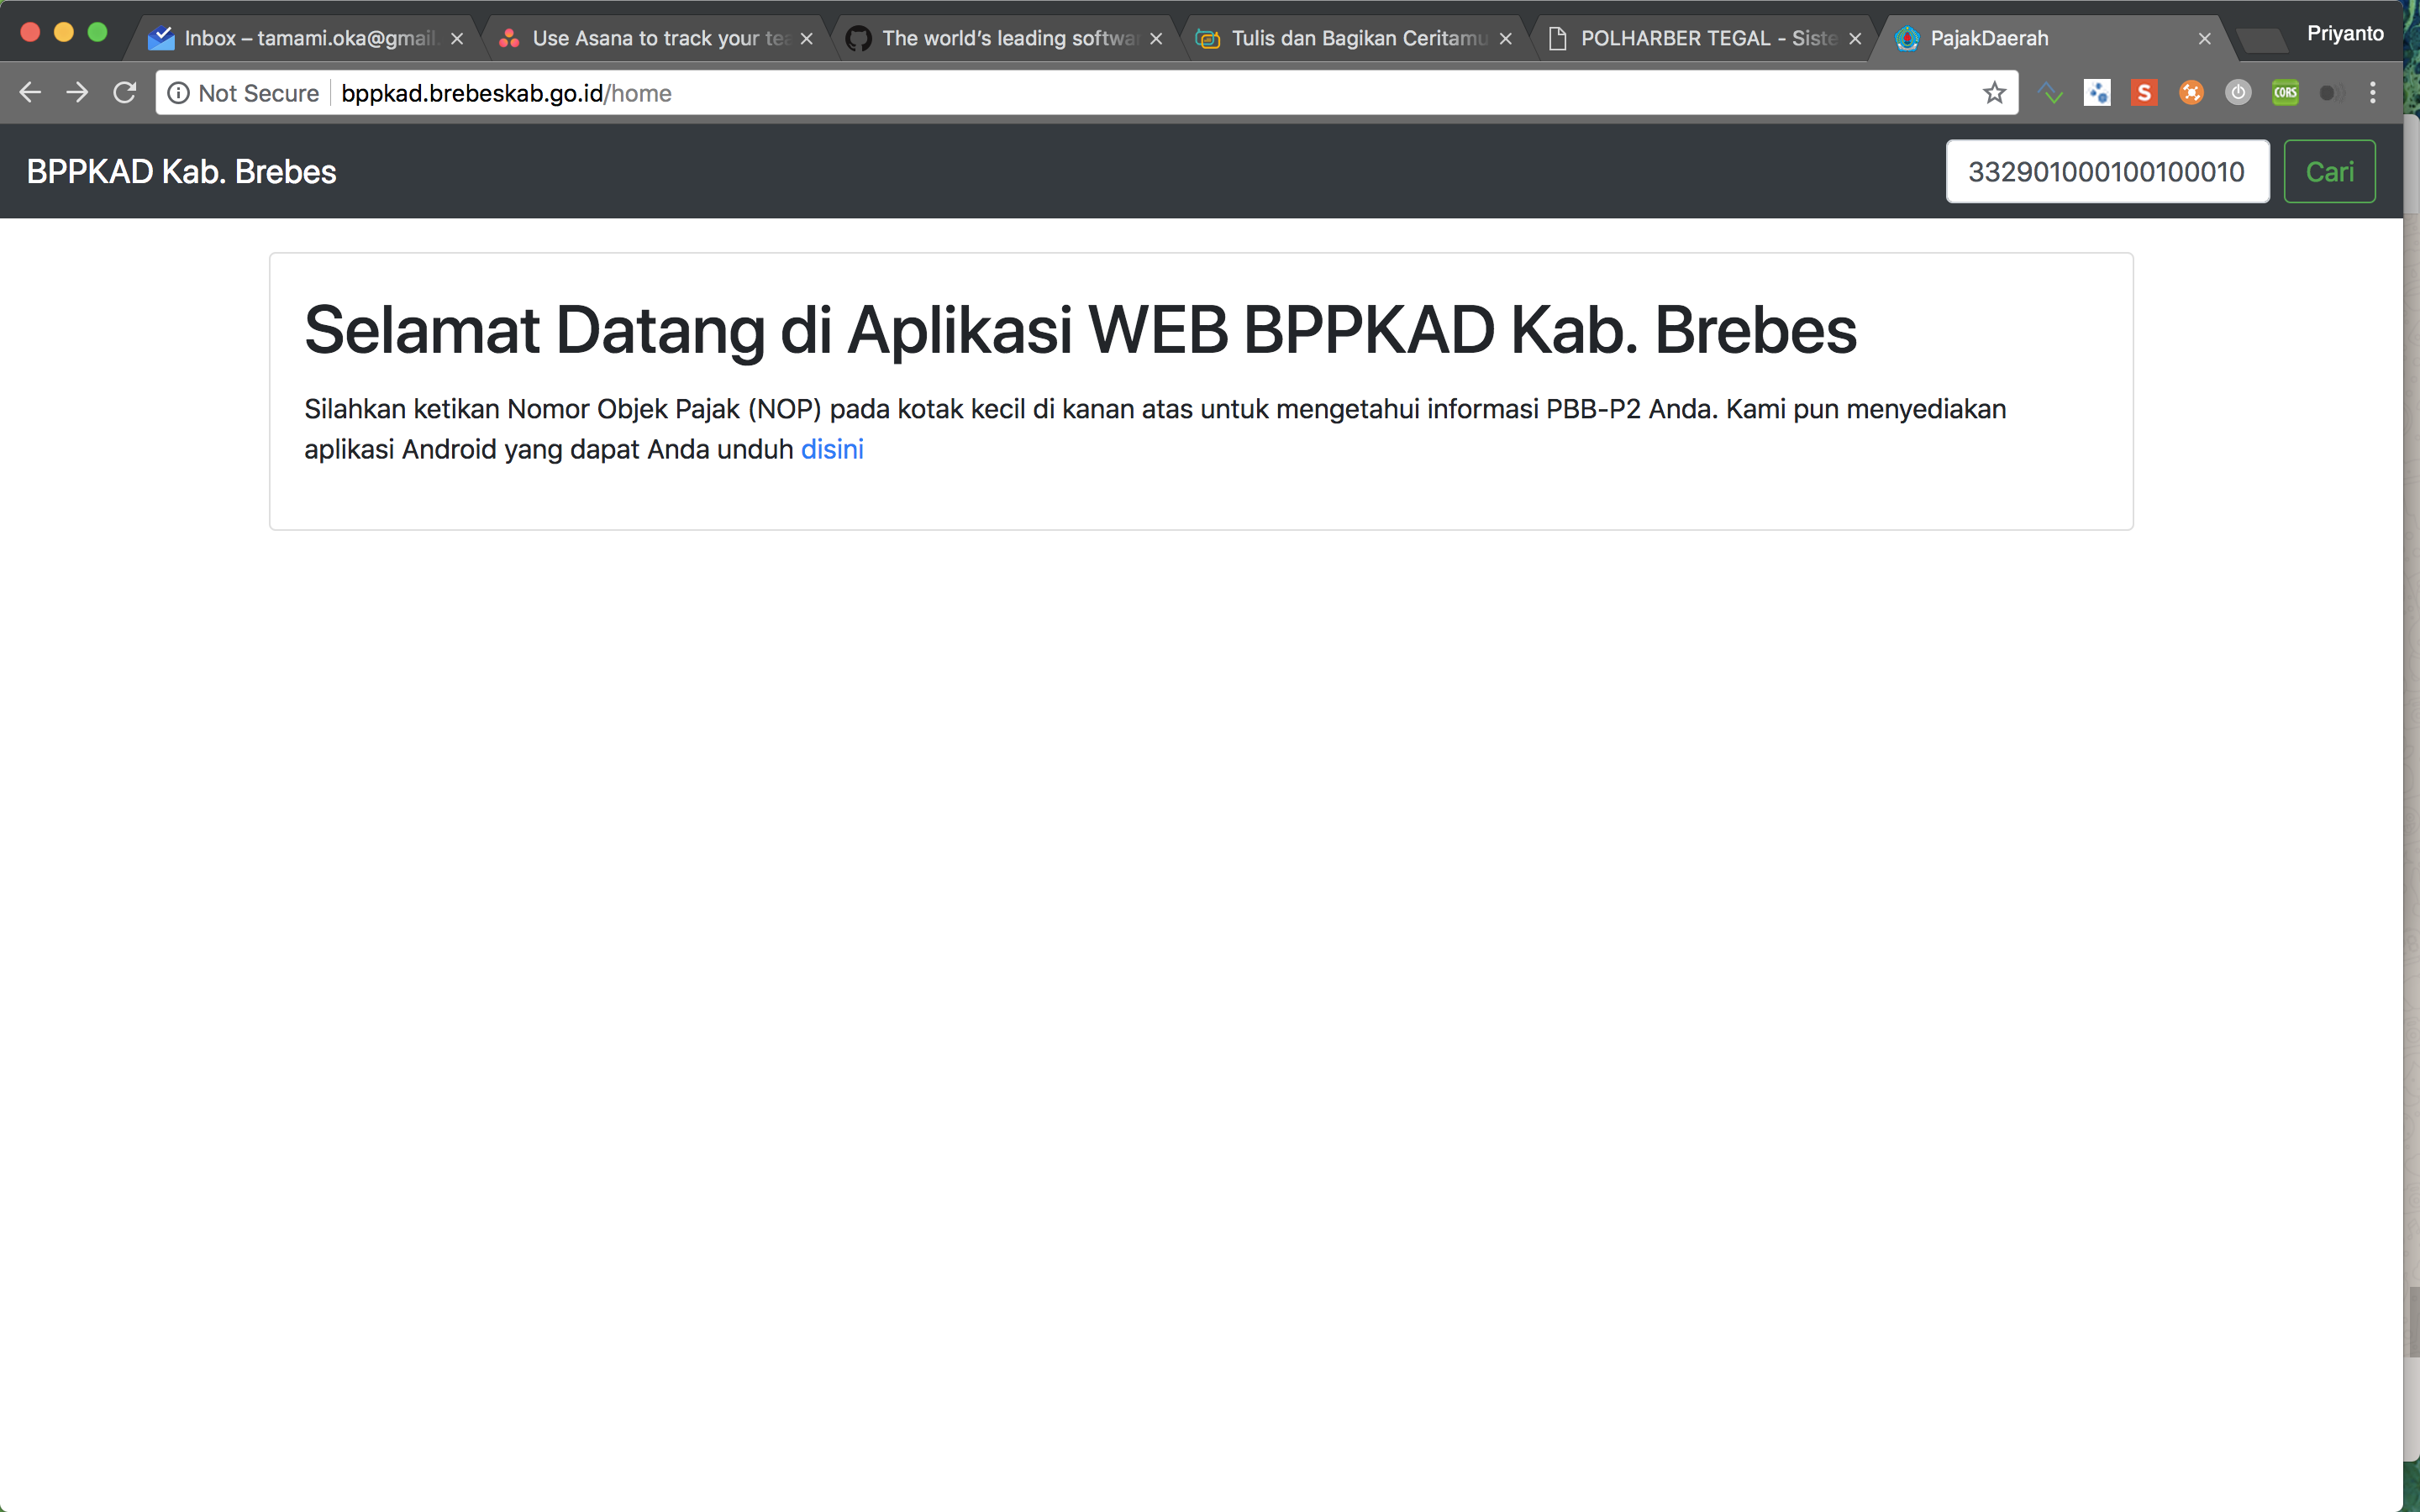 Inbox – tamami.oka@gmail.
Use Asana to track your tea
The world's leading softwar
Tulis dan Bagikan Ceritamu
POLHARBER TEGAL - Siste
PajakDaerah
Priyanto
Not Secure
bppkad.brebeskab.go.id/home
S
CORS
BPPKAD Kab. Brebes
332901000100100010
Cari
Selamat Datang di Aplikasi WEB BPPKAD Kab. Brebes
Silahkan ketikan Nomor Objek Pajak (NOP) pada kotak kecil di kanan atas untuk mengetahui informasi PBB-P2 Anda. Kami pun menyediakan
aplikasi Android yang dapat Anda unduh disini